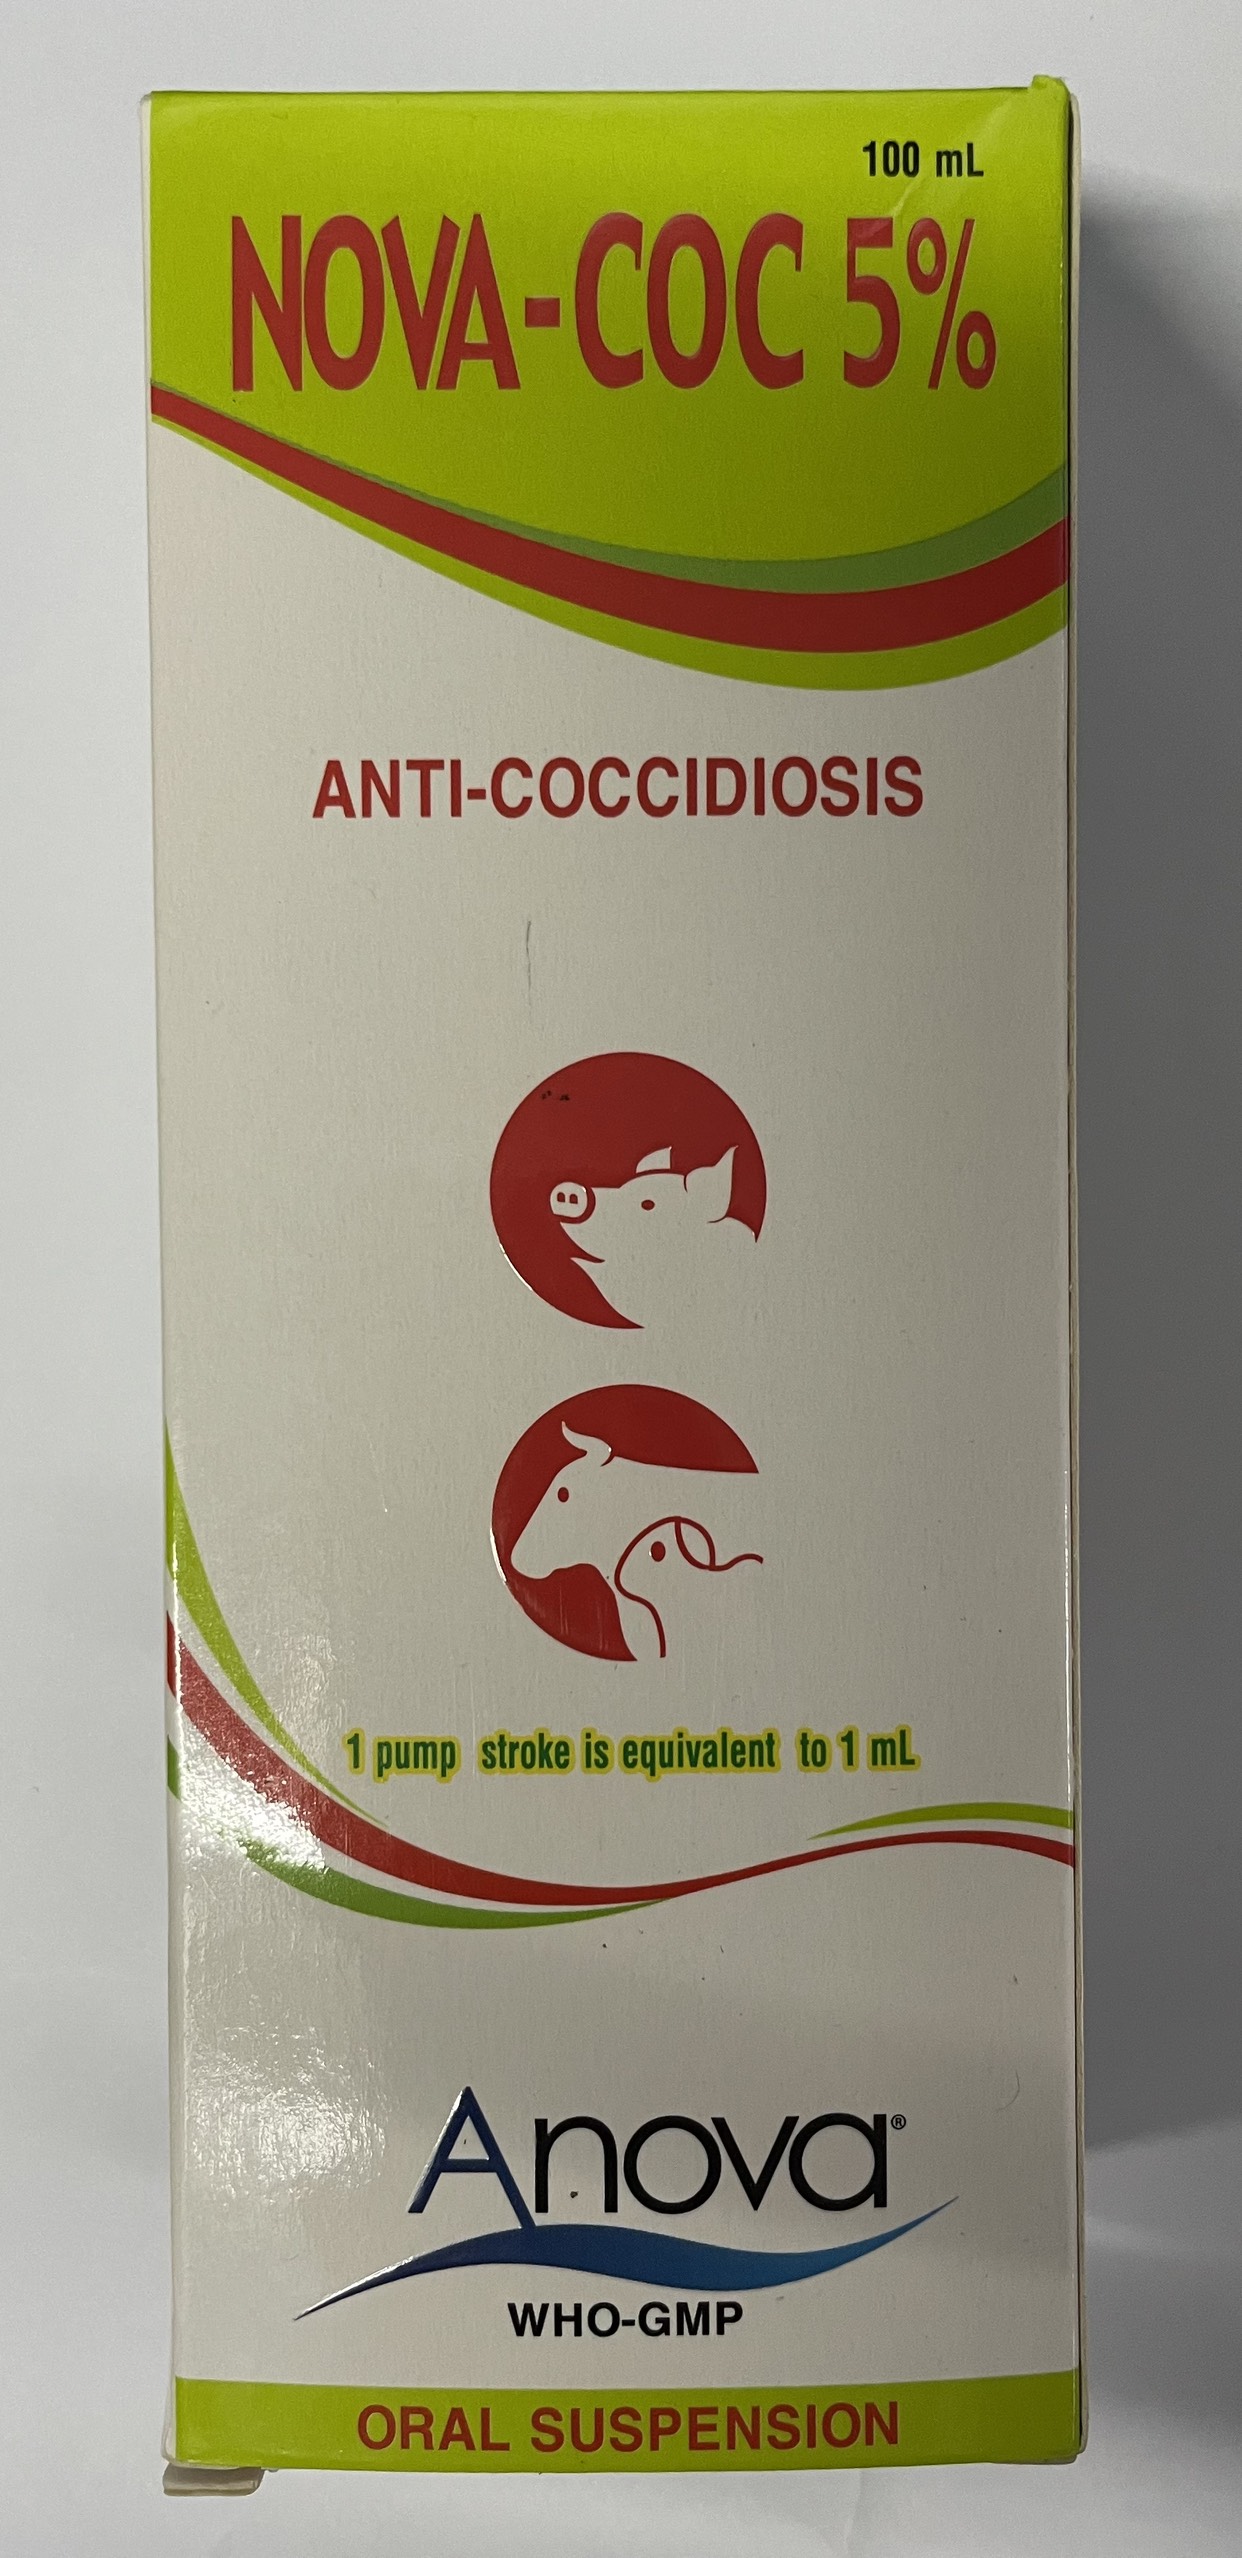 100 mL
NOVA-COC 5%
ANTI-COCCIDIOSIS
1 pump stroke is equivalent to 1 mL
Anova®
WHO-GMP
ORAL SUSPENSION